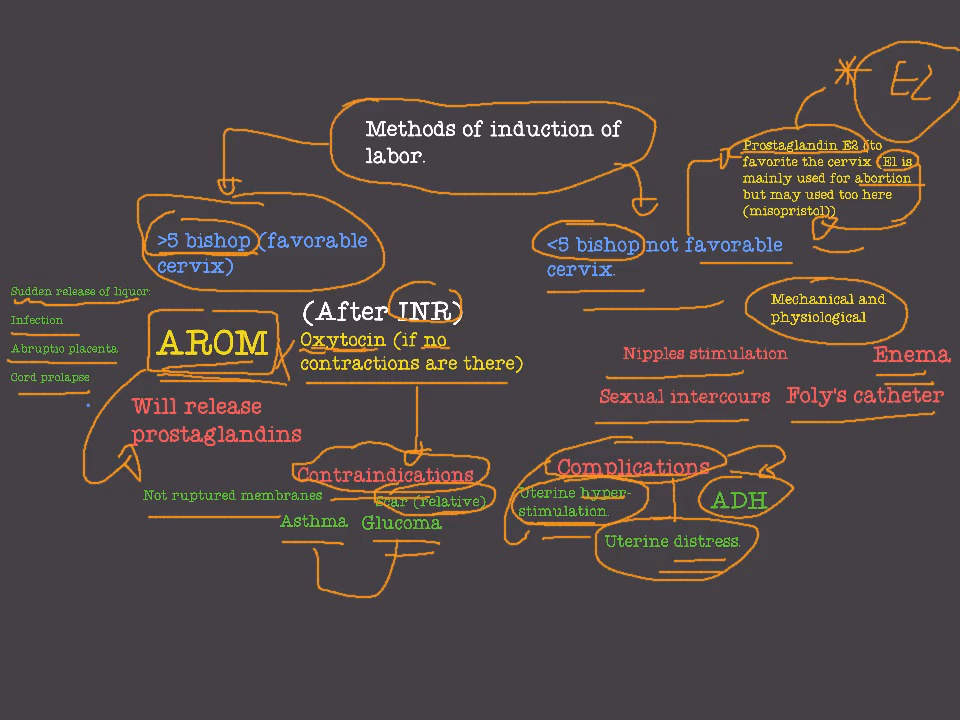 E2
Methods of induction of
labor.
Prostaglandin E2 (to
favorite the cervix (E1 is
mainly used for abortion
but may used too here
(misopristol))
>5 bishop (favorable
cervix)
<5 bishop not favorable
cervix.
Sudden release of liquor:
Infection
Abruptio placenta
Cord prolapse
AROM
(After INR)
Oxytocin (if no
contractions are there)
Mechanical and
physiological
Nipples stimulation
Enema
Sexual intercours
Foly's catheter
Will release
prostaglandins
Contraindications
Not ruptured membranes
Scar (relative)
Asthma
Glucoma
Complications
Uterine hyper-
stimulation.
ADH
Uterine distress.